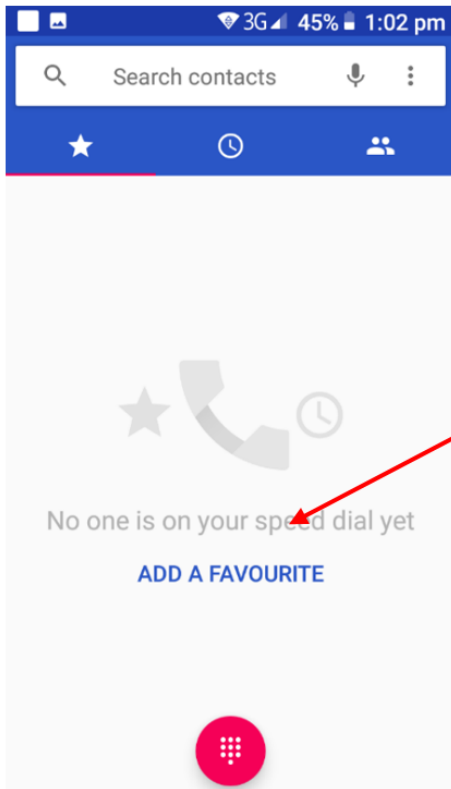 3G 45% 1:02 pm
Search contacts
No one is on your speed dial yet
ADD A FAVOURITE